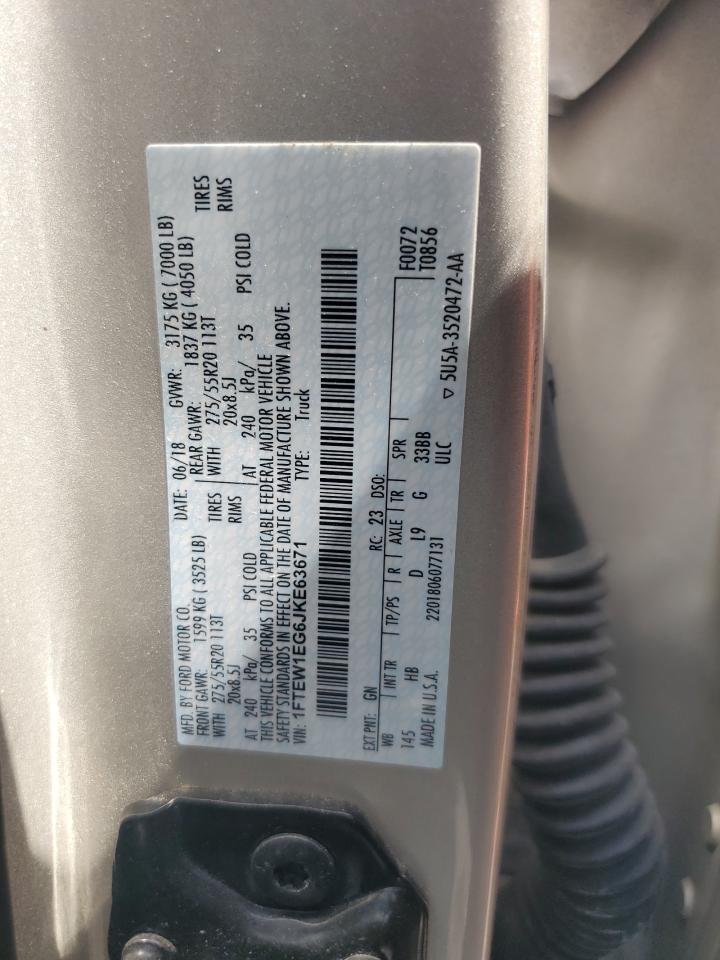 MFD. BY FORD MOTOR CO. DATE: 06/18 GVWR: 3175 KG ( 7000 LB)
FRONT GAWR: 1599 KG ( 3525 LB) REAR GAWR: 1837 KG ( 4050 LB)
WITH 275/55R20 113T TIRES WITH 275/55R20 113T TIRES
20x8.5J RIMS 20x8.5J RIMS
AT 240 kPa/ 35 PSI COLD AT 240 kPa/ 35 PSI COLD
THIS VEHICLE CONFORMS TO ALL APPLICABLE FEDERAL MOTOR VEHICLE
SAFETY STANDARDS IN EFFECT ON THE DATE OF MANUFACTURE SHOWN ABOVE.
VIN: 1FTEW1EG6JKE63671 TYPE: Truck
EXT PNT: GN RC: 23 DSO: F0072
WB INT TR TP/PS R AXLE TR SPR T0856
145 HB D L9 G 33BB
MADE IN U.S.A. 2201806077131 ULC ▽ 5U5A-3520472-AA